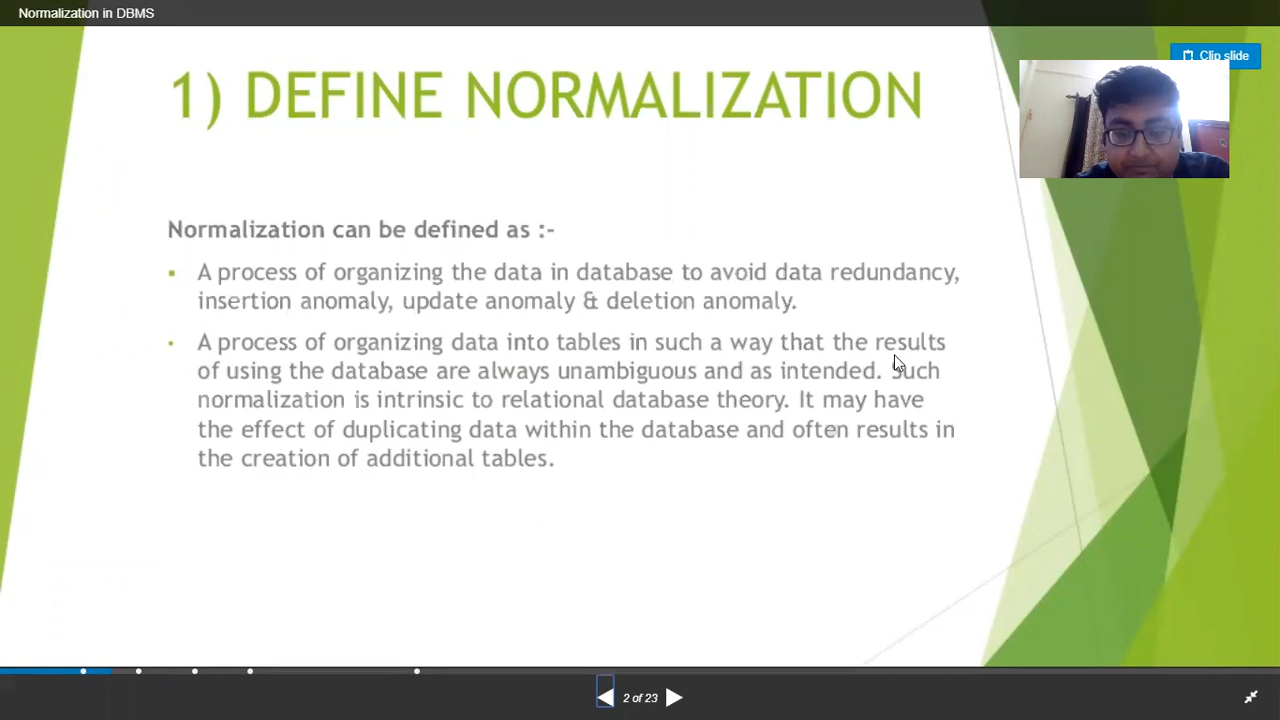 Normalization in DBMS
Clip slide
1) DEFINE NORMALIZATION
Normalization can be defined as :-
A process of organizing the data in database to avoid data redundancy,
insertion anomaly, update anomaly & deletion anomaly.
A process of organizing data into tables in such a way that the results
of using the database are always unambiguous and as intended. Such
normalization is intrinsic to relational database theory. It may have
the effect of duplicating data within the database and often results in
the creation of additional tables.
2 of 23